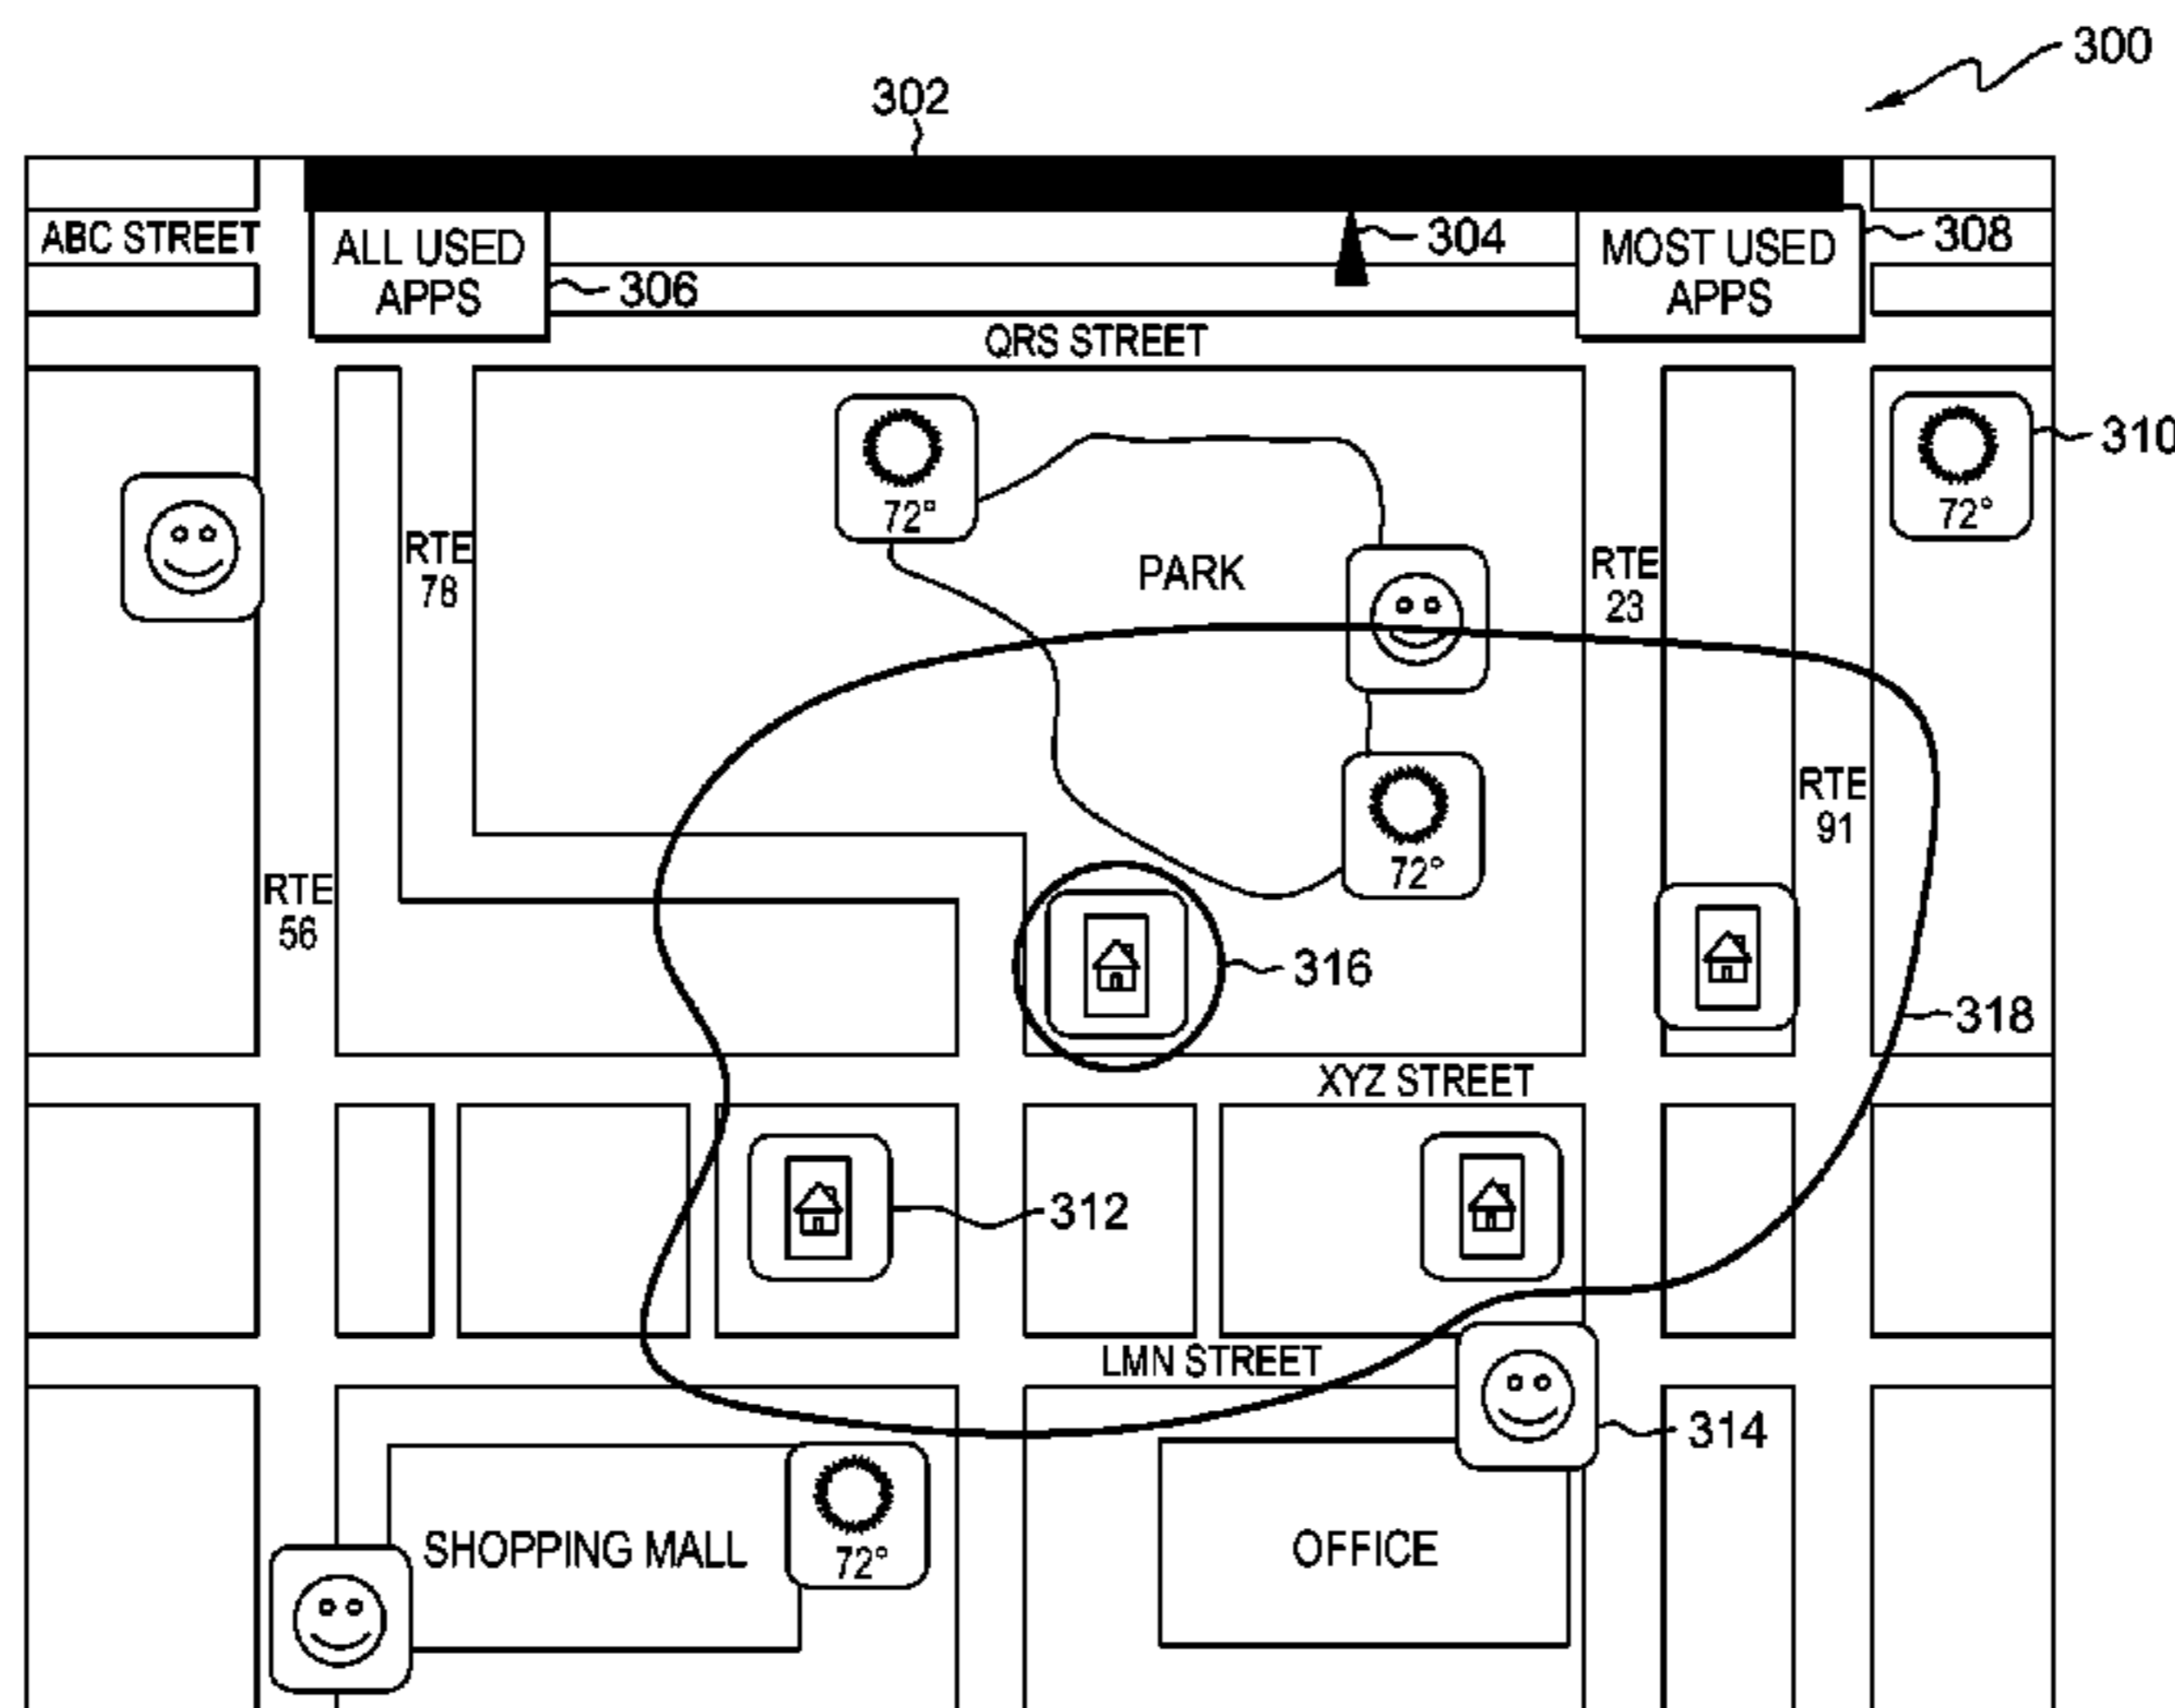 300
302
ABC STREET
ALL USED
APPS
306
304
MOST USED
APPS
308
QRS STREET
72°
72°
310
RTE
78
PARK
RTE
23
72°
RTE
91
RTE
56
316
318
XYZ STREET
312
LMN STREET
314
SHOPPING MALL
72°
OFFICE